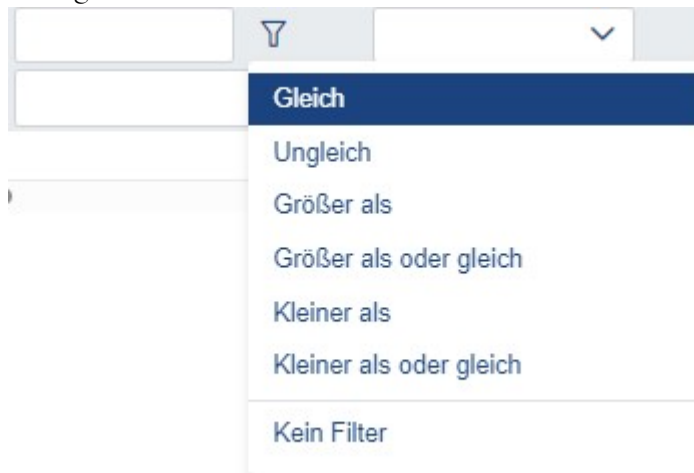 Gleich
Ungleich
Größer als
Größer als oder gleich
Kleiner als
Kleiner als oder gleich
Kein Filter